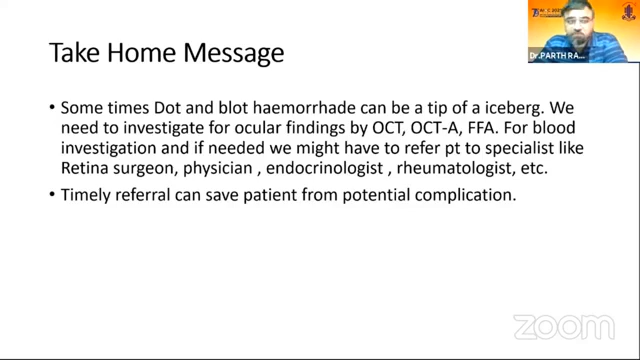 Take Home Message
• Some times Dot and blot haemorrhade can be a tip of a iceberg. We
need to investigate for ocular findings by OCT, OCT-A, FFA. For blood
investigation and if needed we might have to refer pt to specialist like
Retina surgeon, physician , endocrinologist , rheumatologist, etc.
• Timely referral can save patient from potential complication.
Dr.PARTH RA...
zoom